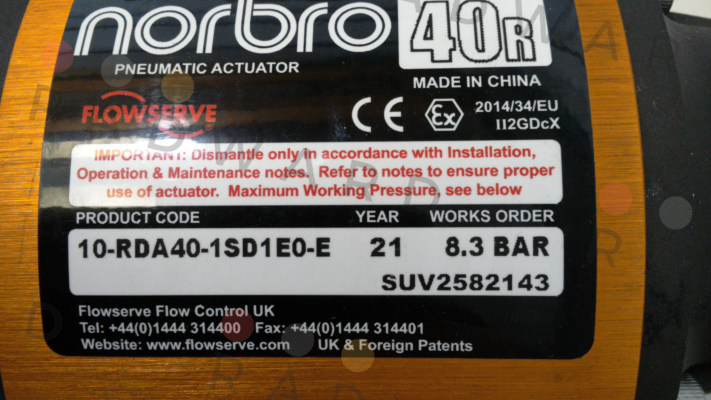 norbro 40R
PNEUMATIC ACTUATOR
MADE IN CHINA
FLOWSERVE
CE Ex 2014/34/EU
II2GDcX
IMPORTANT: Dismantle only in accordance with Installation,
Operation & Maintenance notes. Refer to notes to ensure proper
use of actuator. Maximum Working Pressure, see below
PRODUCT CODE YEAR WORKS ORDER
10-RDA40-1SD1E0-E 21 8.3 BAR
SUV2582143
Flowserve Flow Control UK
Tel: +44(0)1444 314400 Fax: +44(0)1444 314401
Website: www.flowserve.com UK & Foreign Patents